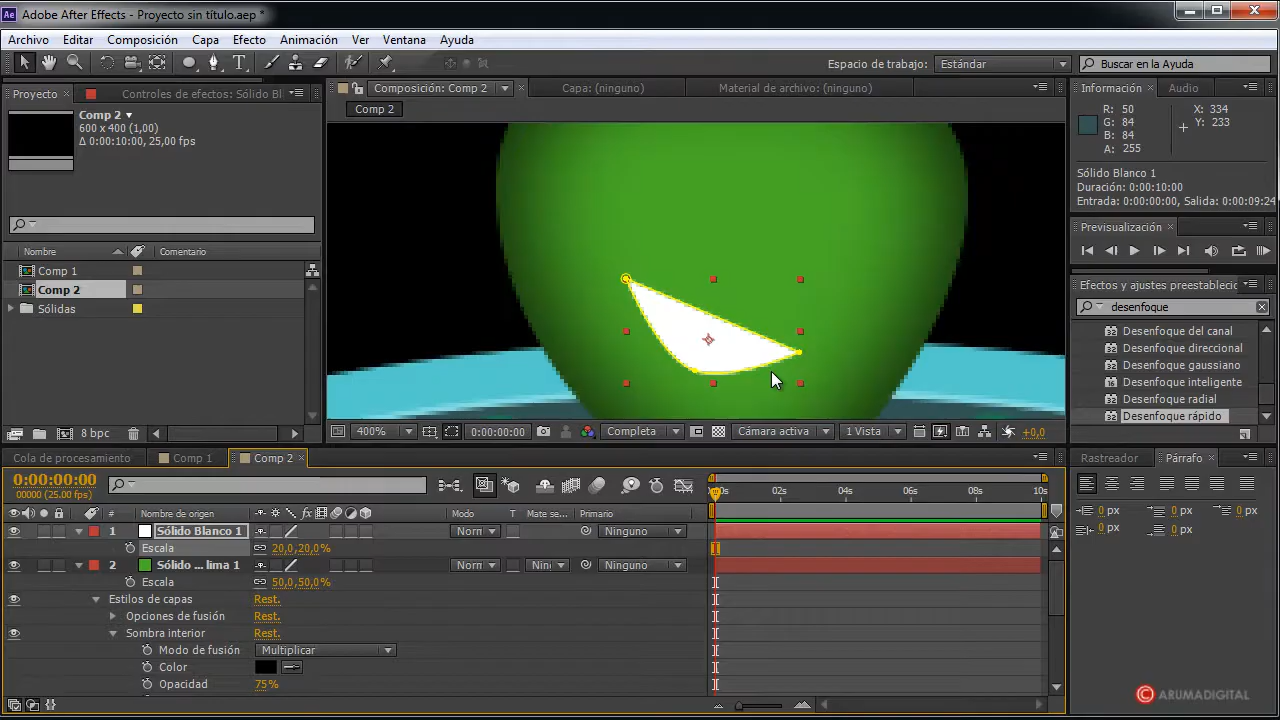 Adobe After Effects - Proyecto sin título.aep *
Archivo Editar Composición Capa Efecto Animación Ver Ventana Ayuda
Espacio de trabajo: Estándar Buscar en la Ayuda
Proyecto Controles de efectos: Sólido Bl
Comp 2
600 x 400 (1,00)
Δ 0:00:10:00, 25,00 fps
Nombre Comentario
Comp 1
Comp 2
Sólidas
8 bpc
Composición: Comp 2 Capa: (ninguno) Material de archivo: (ninguno)
Comp 2
400% 0:00:00:00 Completa Cámara activa 1 Vista +0,0
Información Audio
R: 50 X: 334
G: 84 Y: 233
B: 84
A: 255
Sólido Blanco 1
Duración: 0:00:10:00
Entrada: 0:00:00:00, Salida: 0:00:09:24
Previsualización
Efectos y ajustes preestablecio
desenfoque
Desenfoque del canal
Desenfoque direccional
Desenfoque gaussiano
Desenfoque inteligente
Desenfoque radial
Desenfoque rápido
Cola de procesamiento Comp 1 Comp 2
0:00:00:00
00000 (25.00 fps)
02s 04s 06s 08s 10s
# Nombre de origen Modo T Mate se... Primario
1 Sólido Blanco 1 Norn Ninguno
Escala 20,0,20,0%
2 Sólido ... lima 1 Norn Nin Ninguno
Escala 50,0,50,0%
Estilos de capas Rest.
Opciones de fusión Rest.
Sombra interior Rest.
Modo de fusión Multiplicar
Color
Opacidad 75%
Rastreador Párrafo
0 px 0 px 0 px
0 px 0 px
© ARUMADIGITAL